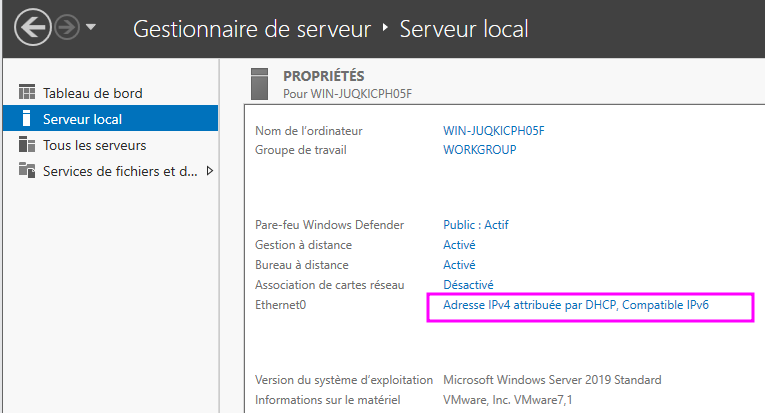 Gestionnaire de serveur ‣ Serveur local
Tableau de bord
Serveur local
Tous les serveurs
Services de fichiers et d...
PROPRIÉTÉS
Pour WIN-JUQKICPH05F
Nom de l'ordinateur WIN-JUQKICPH05F
Groupe de travail WORKGROUP
Pare-feu Windows Defender Public : Actif
Gestion à distance Activé
Bureau à distance Activé
Association de cartes réseau Désactivé
Ethernet0 Adresse IPv4 attribuée par DHCP, Compatible IPv6
Version du système d'exploitation Microsoft Windows Server 2019 Standard
Informations sur le matériel VMware, Inc. VMware7,1